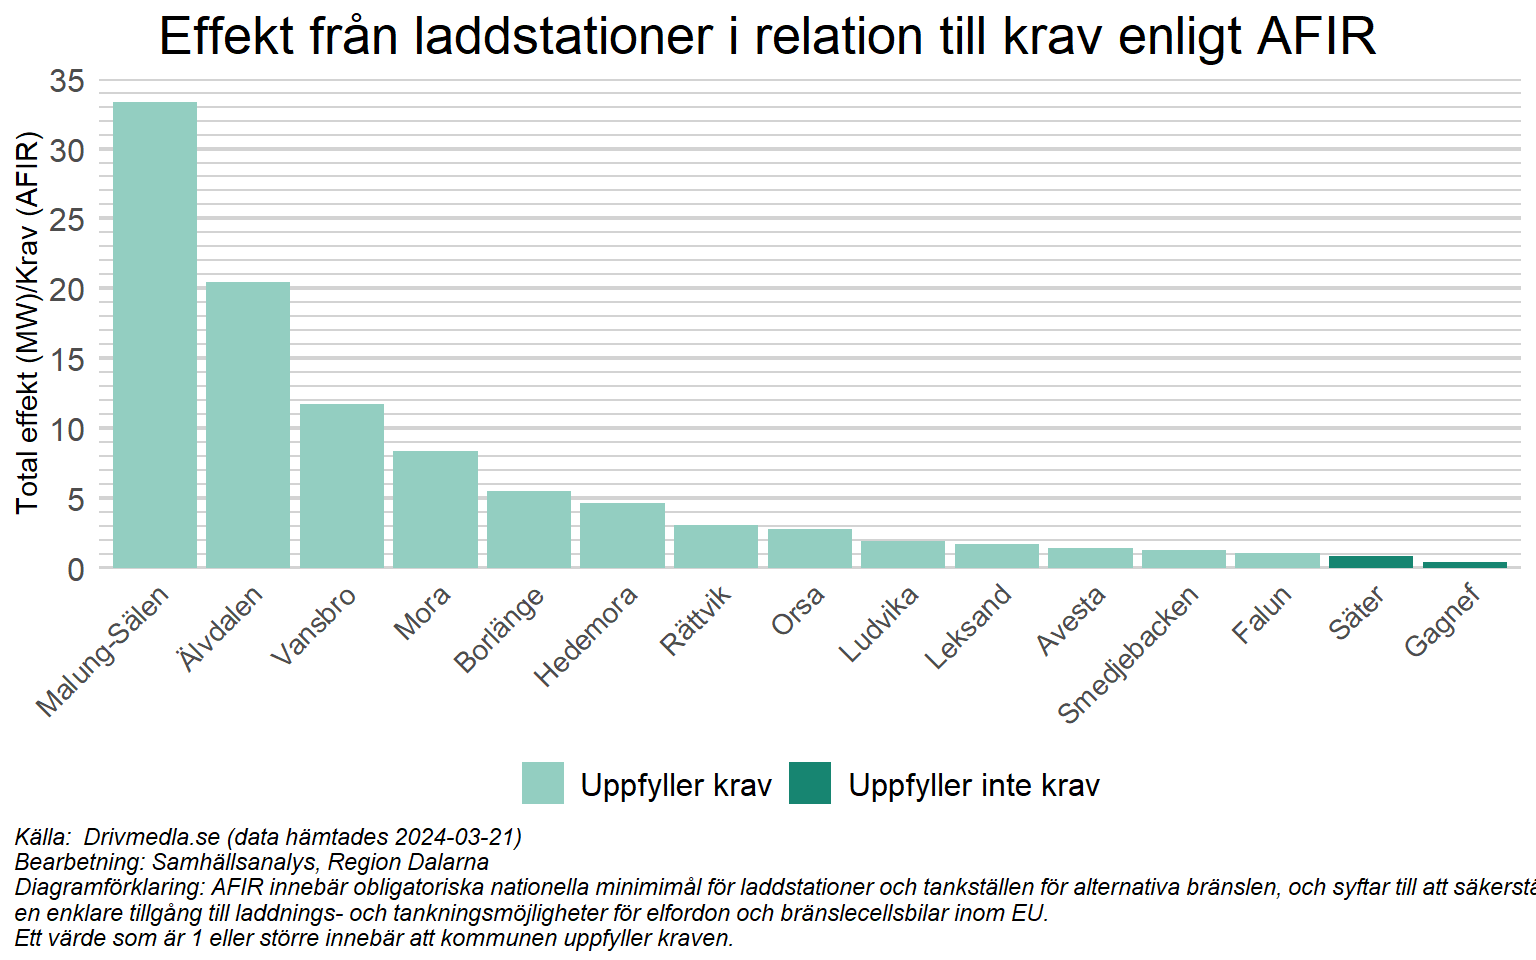 Effekt från laddstationer i relation till krav enligt AFIR
Total effekt (MW)/Krav (AFIR)
35
30
25
20
15
10
5
0
Malung-Sälen
Älvdalen
Vansbro
Mora
Borlänge
Hedemora
Rättvik
Orsa
Ludvika
Leksand
Avesta
Smedjebacken
Falun
Säter
Gagnef
Uppfyller krav
Uppfyller inte krav
Källa: Drivmedla.se (data hämtades 2024-03-21)
Bearbetning: Samhällsanalys, Region Dalarna
Diagramförklaring: AFIR innebär obligatoriska nationella minimimål för laddstationer och tankställen för alternativa bränslen, och syftar till att
en enklare tillgång till laddnings- och tankningsmöjligheter för elfordon och bränslecellsbilar inom EU.
Ett värde som är 1 eller större innebär att kommunen uppfyller kraven.